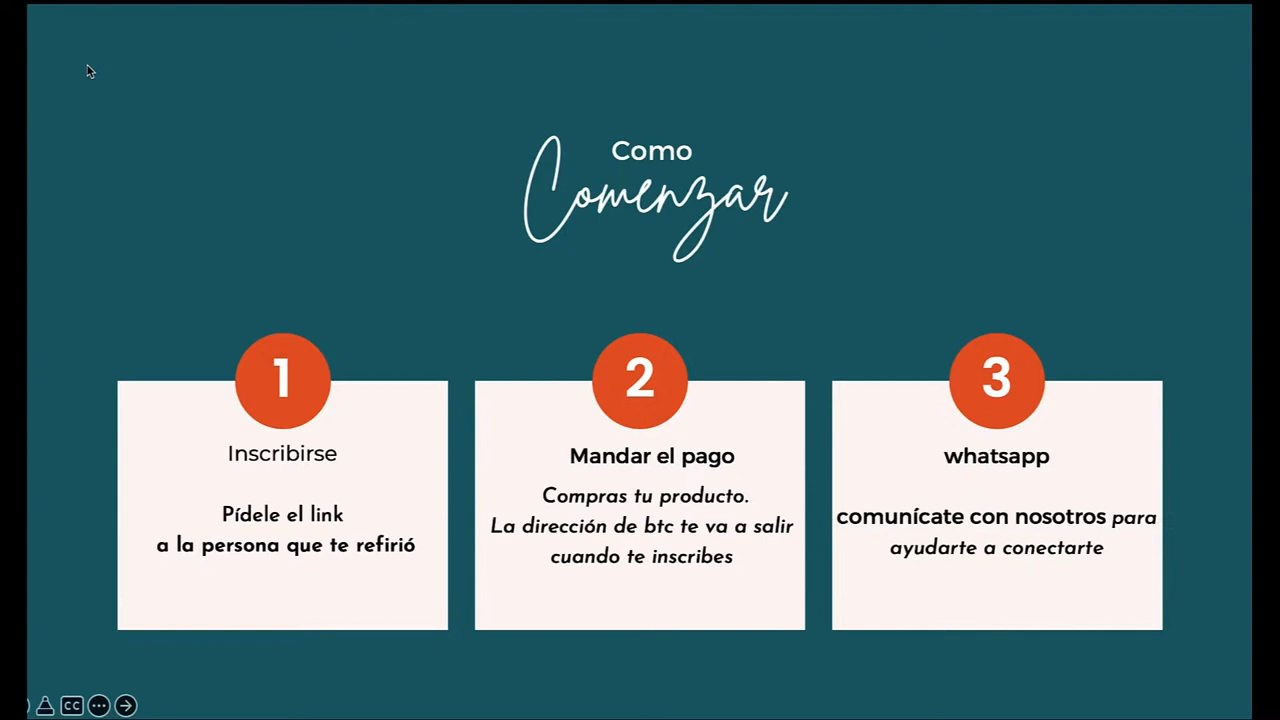 Como
Comenzar
1
Inscribirse
Pídele el link
a la persona que te refirió
2
Mandar el pago
Compras tu producto.
La dirección de btc te va a salir
cuando te inscribes
3
whatsapp
comunícate con nosotros para
ayudarte a conectarte
CC